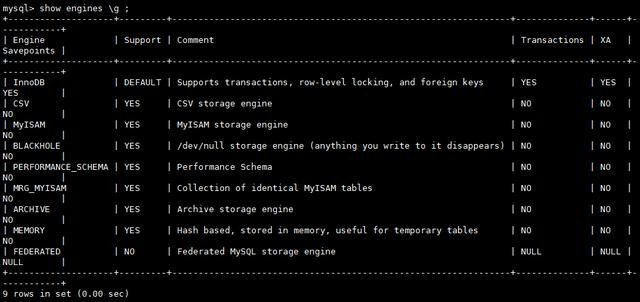 mysql> show engines \g ;
+--------------------+---------+----------------------------------------------------------------+--------------+------+-
-----------+
| Engine | Support | Comment | Transactions | XA |
Savepoints |
+--------------------+---------+----------------------------------------------------------------+--------------+------+-
-----------+
| InnoDB | DEFAULT | Supports transactions, row-level locking, and foreign keys | YES | YES |
YES |
| CSV | YES | CSV storage engine | NO | NO |
NO |
| MyISAM | YES | MyISAM storage engine | NO | NO |
NO |
| BLACKHOLE | YES | /dev/null storage engine (anything you write to it disappears) | NO | NO |
NO |
| PERFORMANCE_SCHEMA | YES | Performance Schema | NO | NO |
NO |
| MRG_MYISAM | YES | Collection of identical MyISAM tables | NO | NO |
NO |
| ARCHIVE | YES | Archive storage engine | NO | NO |
NO |
| MEMORY | YES | Hash based, stored in memory, useful for temporary tables | NO | NO |
NO |
| FEDERATED | NO | Federated MySQL storage engine | NULL | NULL |
NULL |
+--------------------+---------+----------------------------------------------------------------+--------------+------+-
-----------+
9 rows in set (0.00 sec)